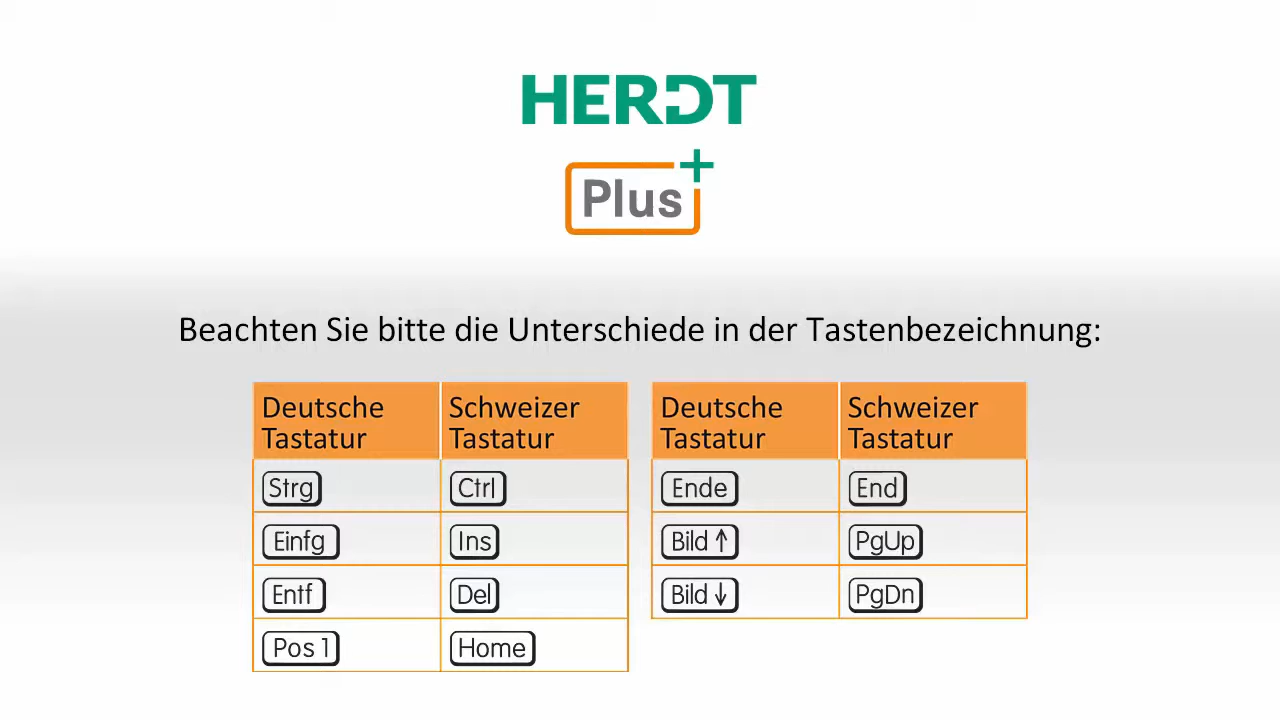 HERDT
Plus+
Beachten Sie bitte die Unterschiede in der Tastenbezeichnung:
Deutsche Tastatur Schweizer Tastatur
Strg Ctrl
Einfg Ins
Entf Del
Pos 1 Home
Deutsche Tastatur Schweizer Tastatur
Ende End
Bild ↑ PgUp
Bild ↓ PgDn